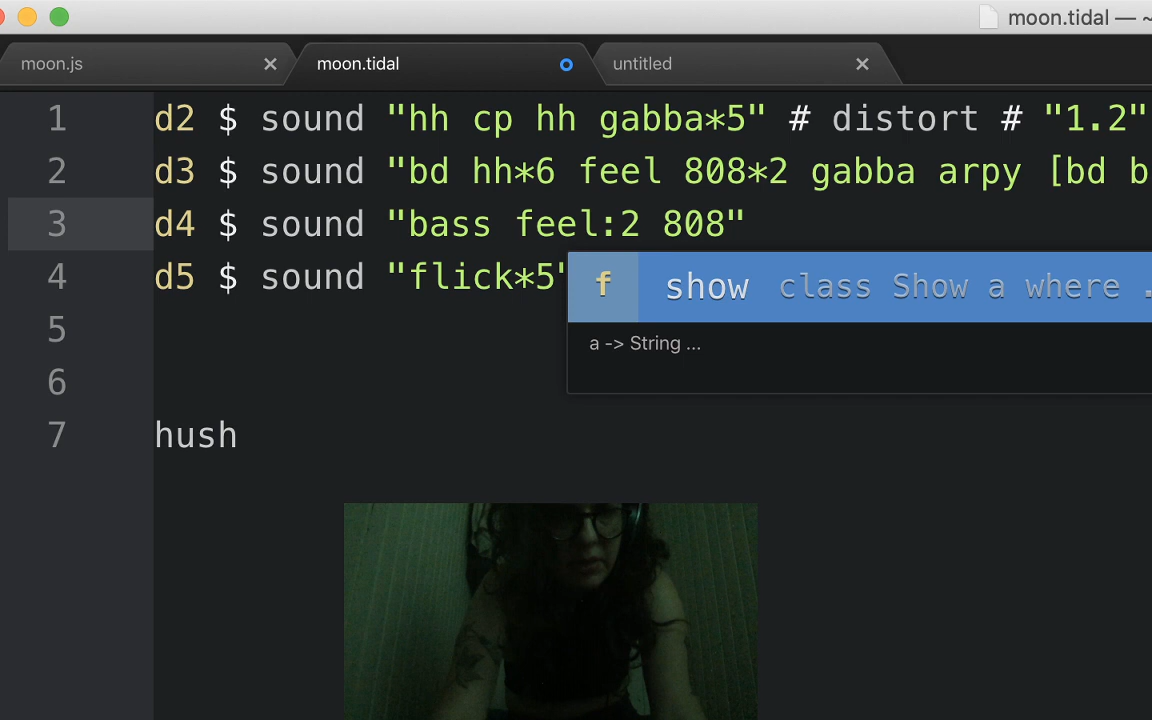 moon.tidal — ~
moon.js
moon.tidal
untitled
1 d2 $ sound "hh cp hh gabba*5" # distort # "1.2"
2 d3 $ sound "bd hh*6 feel 808*2 gabba arpy [bd b
3 d4 $ sound "bass feel:2 808"
4 d5 $ sound "flick*5"
f show class Show a where .
a -> String ...
5
6
7 hush